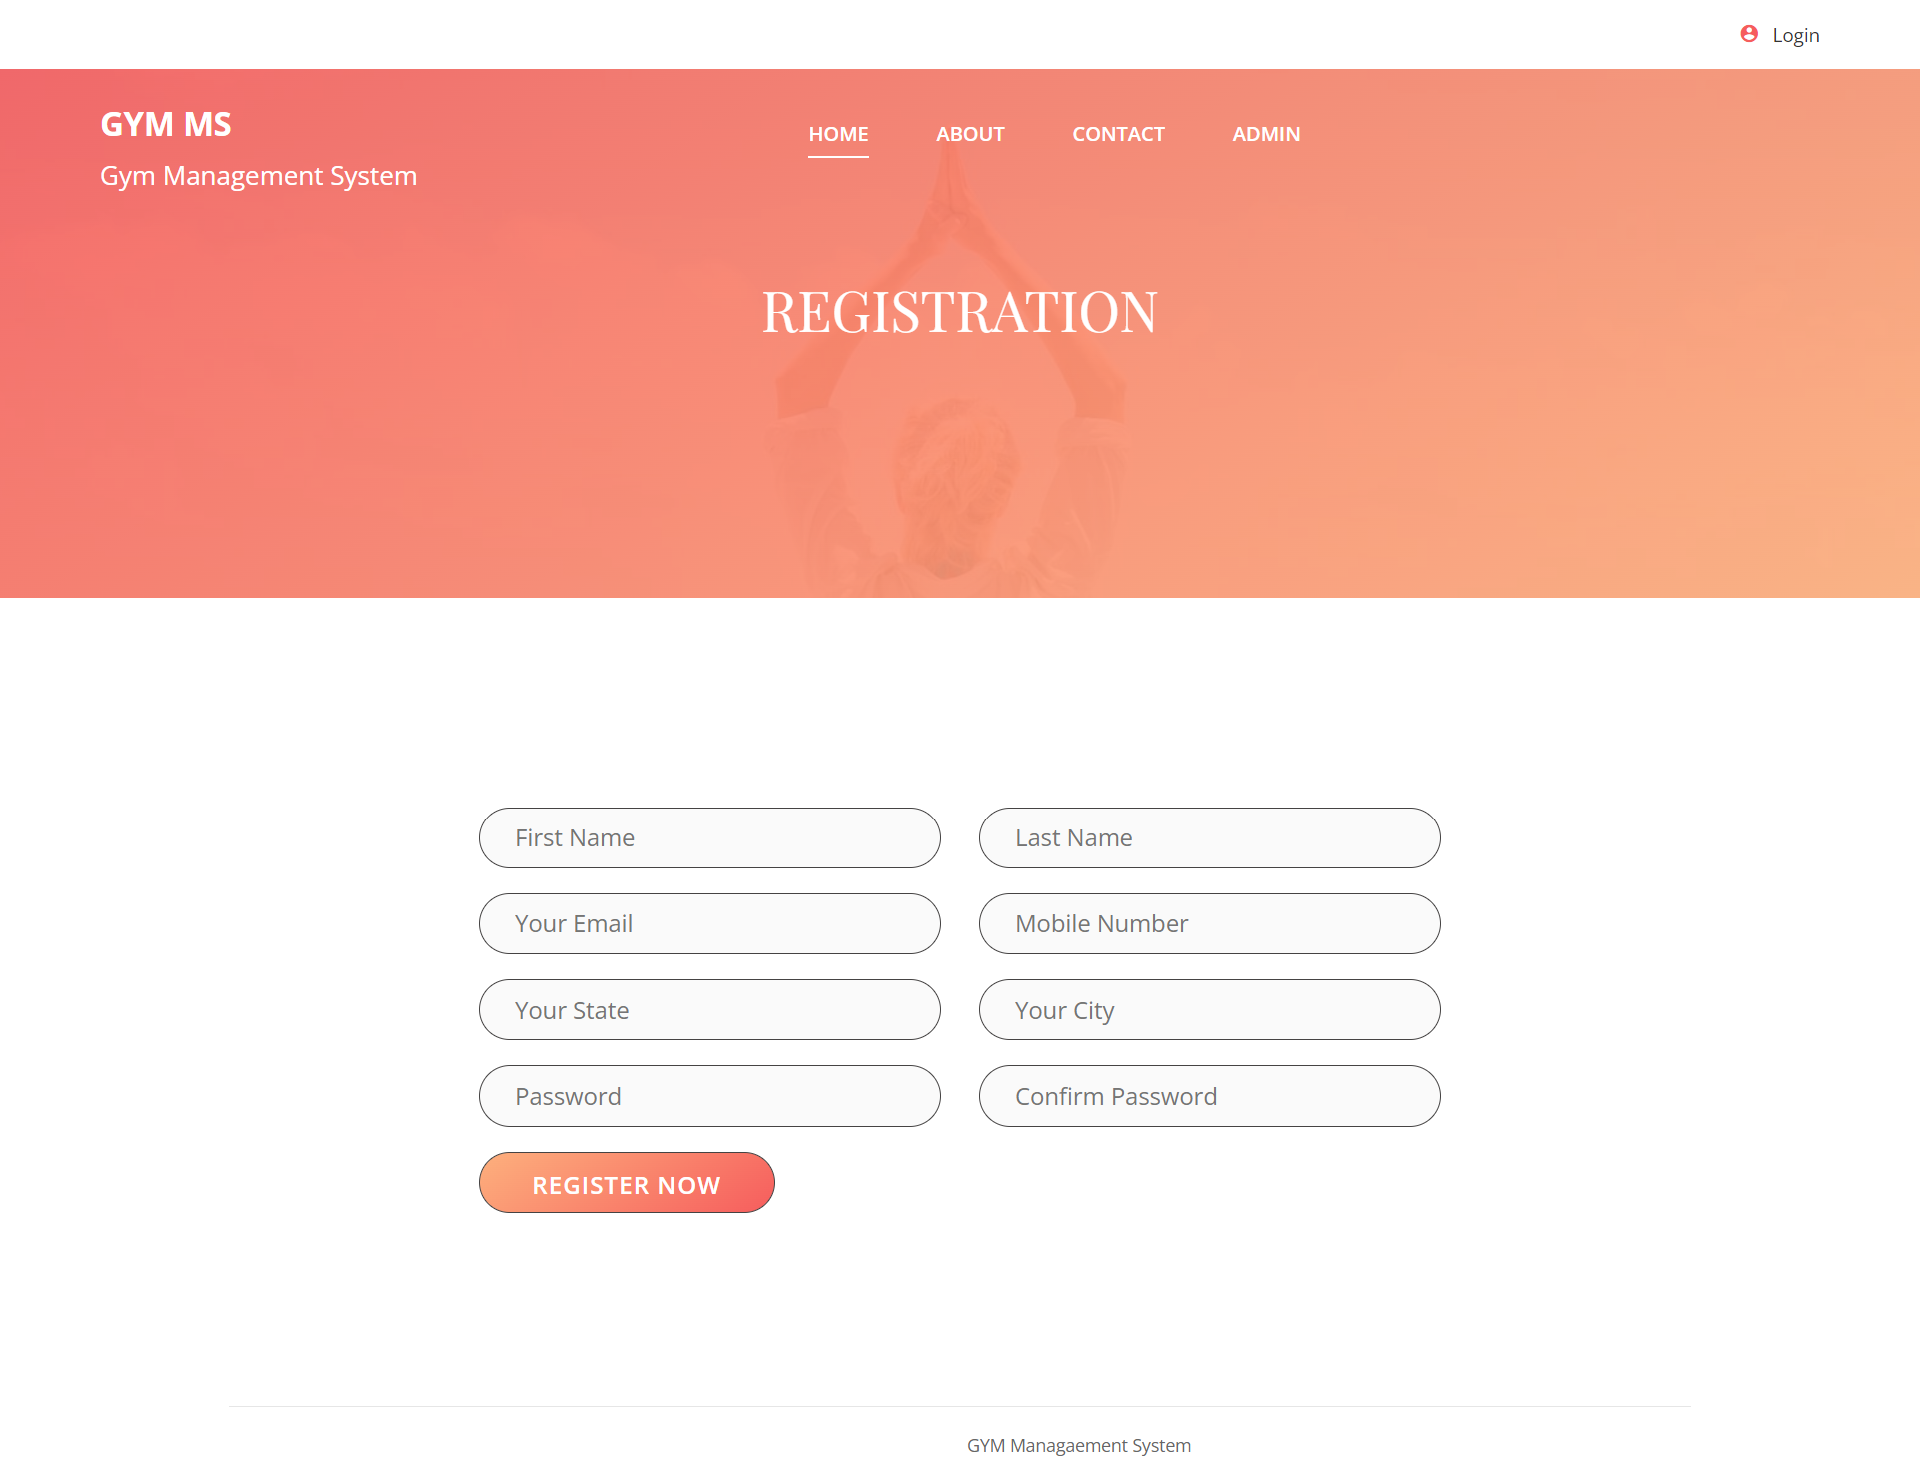 Login
GYM MS
Gym Management System
HOME ABOUT CONTACT ADMIN
REGISTRATION
First Name Last Name
Your Email Mobile Number
Your State Your City
Password Confirm Password
REGISTER NOW
GYM Managaement System